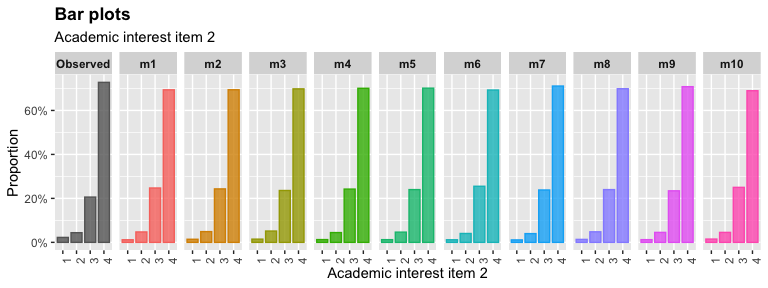 Bar plots
Academic interest item 2
Observed m1 m2 m3 m4 m5 m6 m7 m8 m9 m10
Proportion
60%
40%
20%
0%
1 2 3 4 1 2 3 4 1 2 3 4 1 2 3 4 1 2 3 4 1 2 3 4 1 2 3 4 1 2 3 4 1 2 3 4 1 2 3 4 1 2 3 4
Academic interest item 2